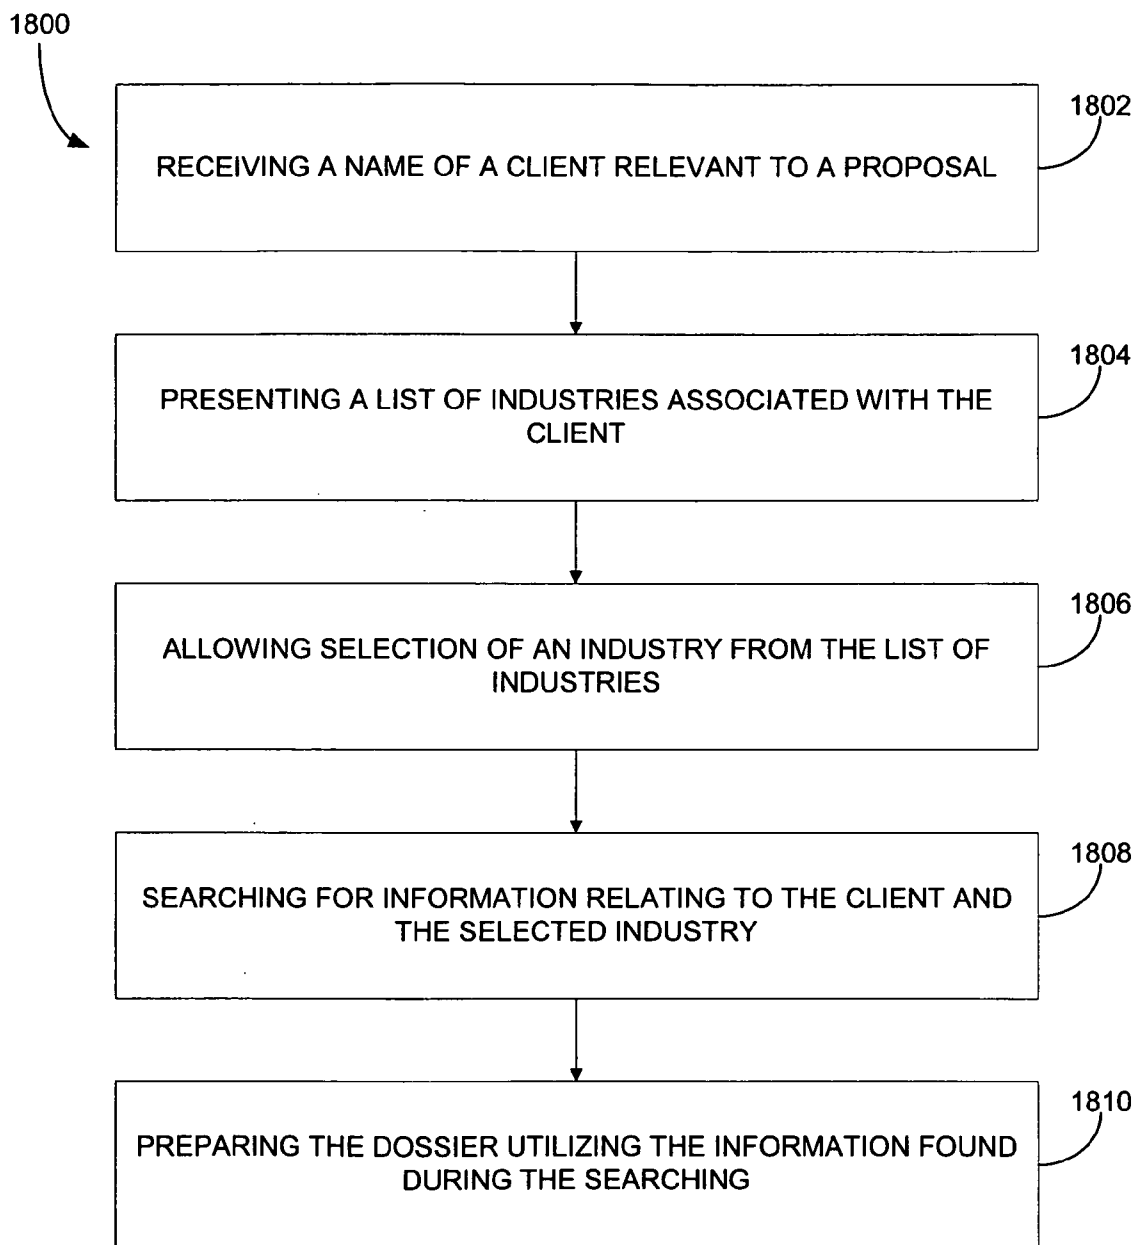 1800
1802
RECEIVING A NAME OF A CLIENT RELEVANT TO A PROPOSAL
1804
PRESENTING A LIST OF INDUSTRIES ASSOCIATED WITH THE
CLIENT
1806
ALLOWING SELECTION OF AN INDUSTRY FROM THE LIST OF
INDUSTRIES
1808
SEARCHING FOR INFORMATION RELATING TO THE CLIENT AND
THE SELECTED INDUSTRY
1810
PREPARING THE DOSSIER UTILIZING THE INFORMATION FOUND
DURING THE SEARCHING